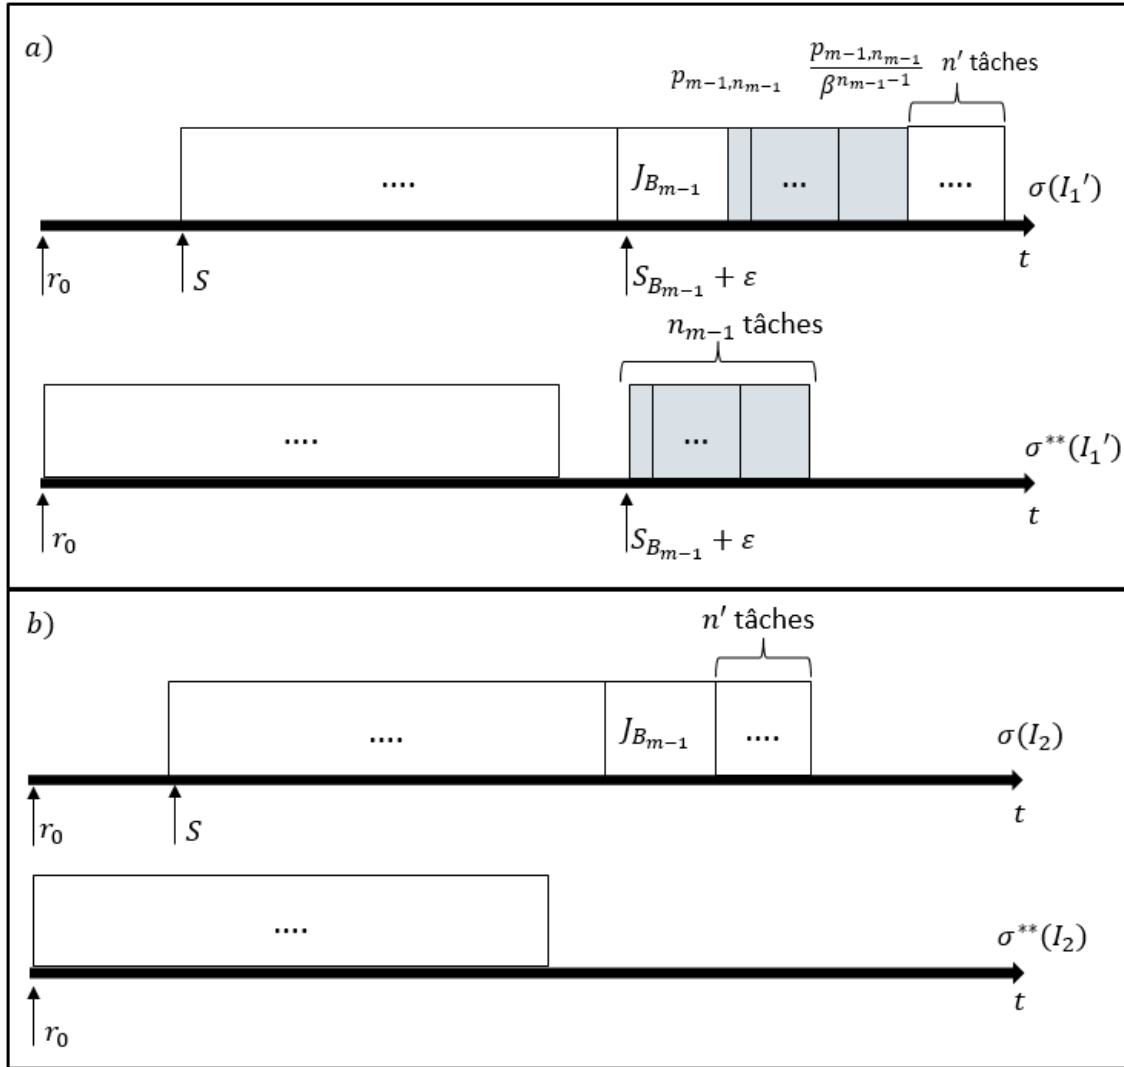 a)
p_{m−1,n_{m−1}} \frac{p_{m−1,n_{m−1}}}{β^{n_{m−1}−1}} n′ tâches
.... J_{B_{m−1}} ... .... σ(I_1′)
t
r_0 S S_{B_{m−1}} + ε
n_{m−1} tâches
.... ... σ^{**}(I_1′)
t
r_0 S_{B_{m−1}} + ε
b)
n′ tâches
.... J_{B_{m−1}} .... σ(I_2)
t
r_0 S
.... σ^{**}(I_2)
t
r_0